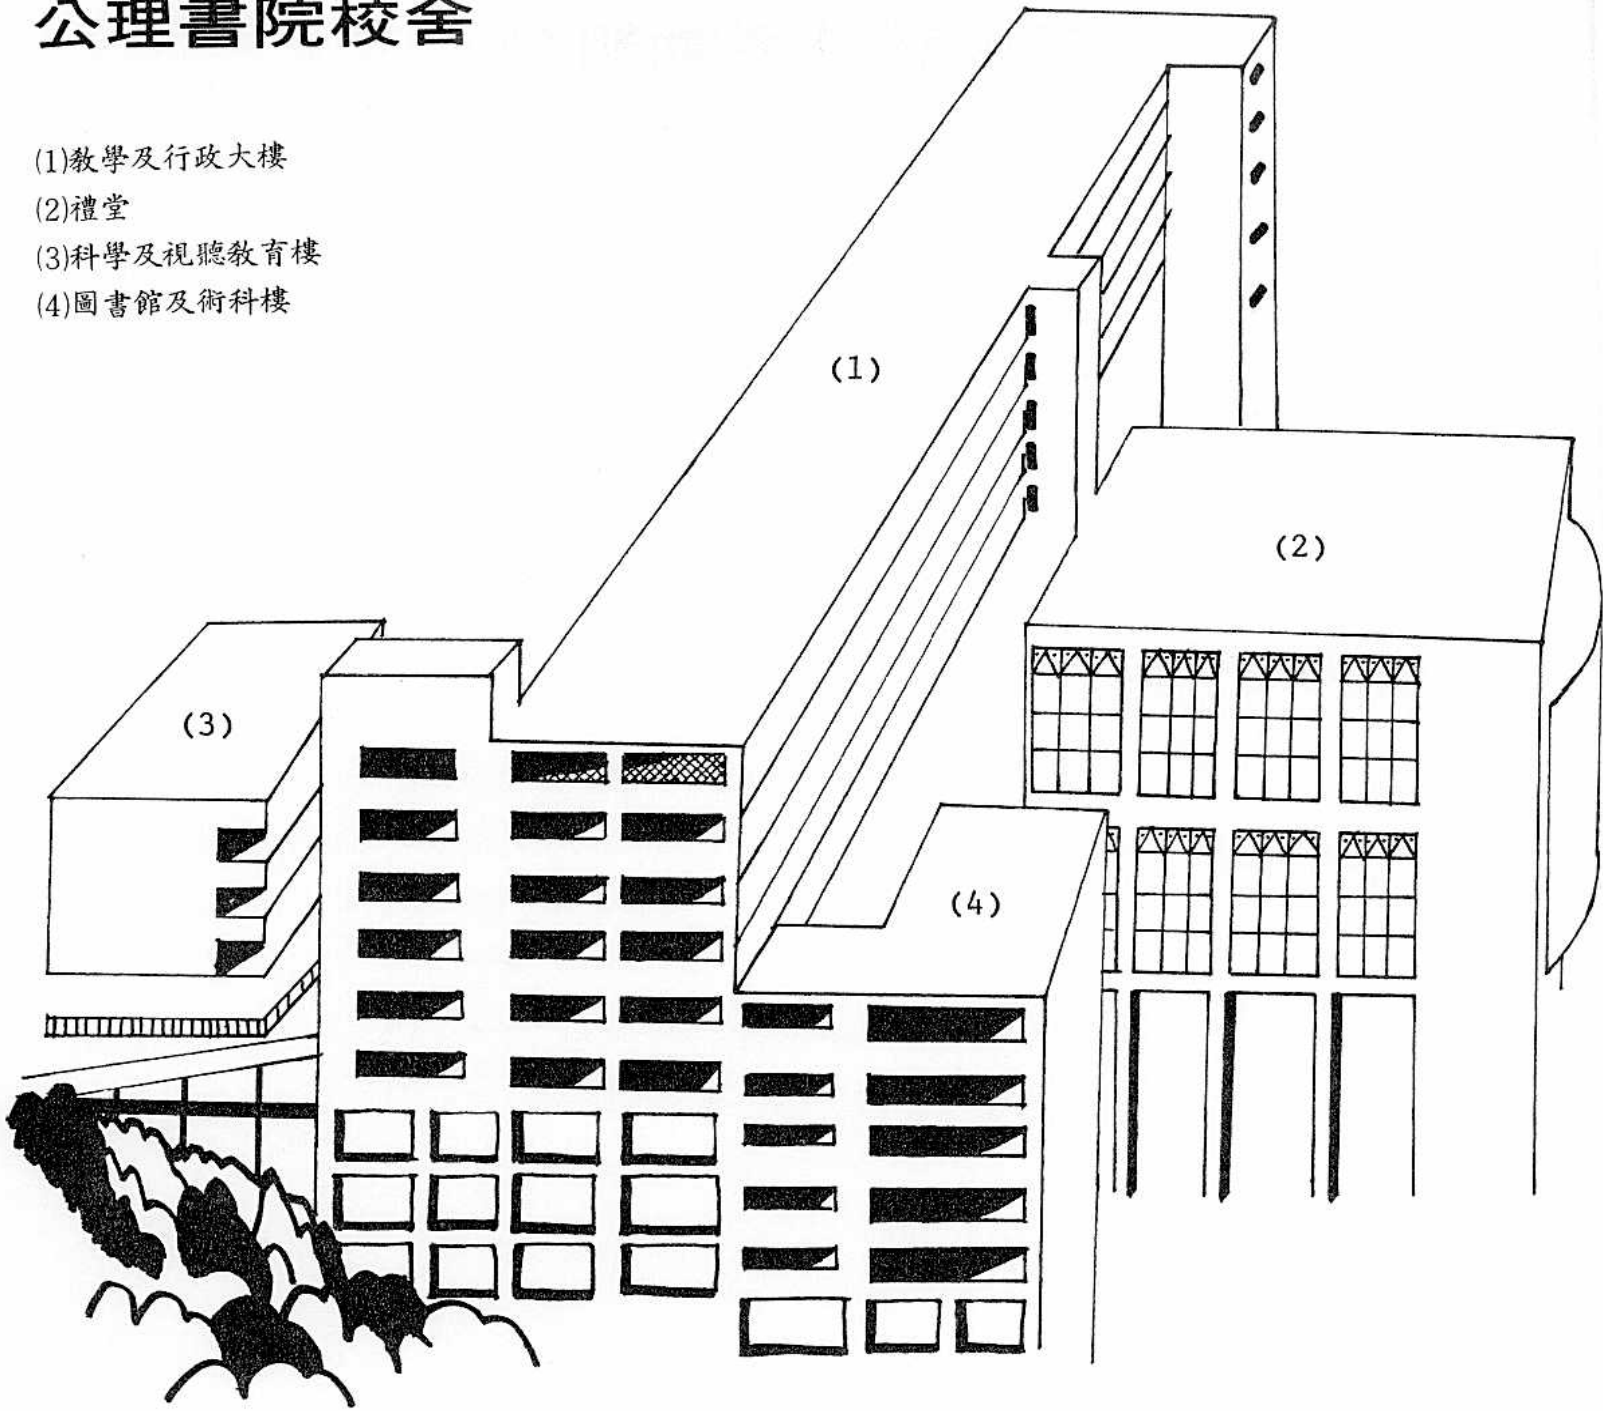 公理書院校舍
(1)教學及行政大樓
(2)禮堂
(3)科學及視聽教育樓
(4)圖書館及術科樓
(1)
(2)
(3)
(4)